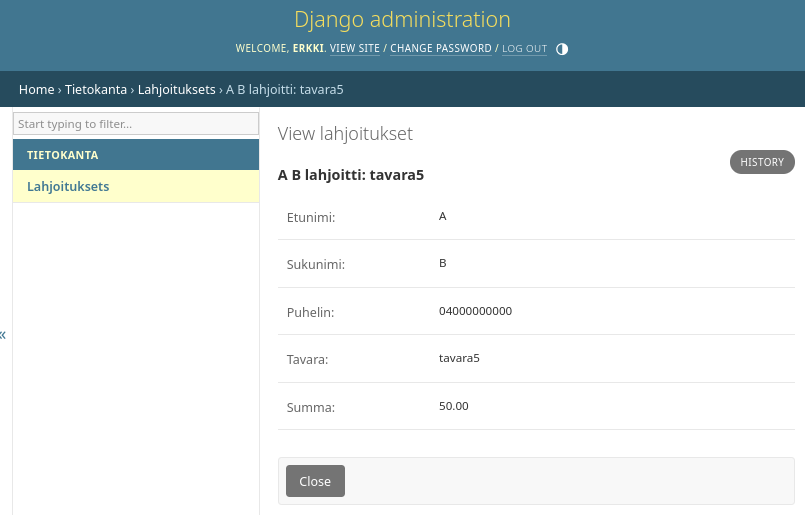 Django administration
WELCOME, ERKKI. VIEW SITE / CHANGE PASSWORD / LOG OUT
Home › Tietokanta › Lahjoituksets › A B lahjoitti: tavara5
Start typing to filter...
TIETOKANTA
Lahjoituksets
«
View lahjoitukset
HISTORY
A B lahjoitti: tavara5
Etunimi: A
Sukunimi: B
Puhelin: 04000000000
Tavara: tavara5
Summa: 50.00
Close